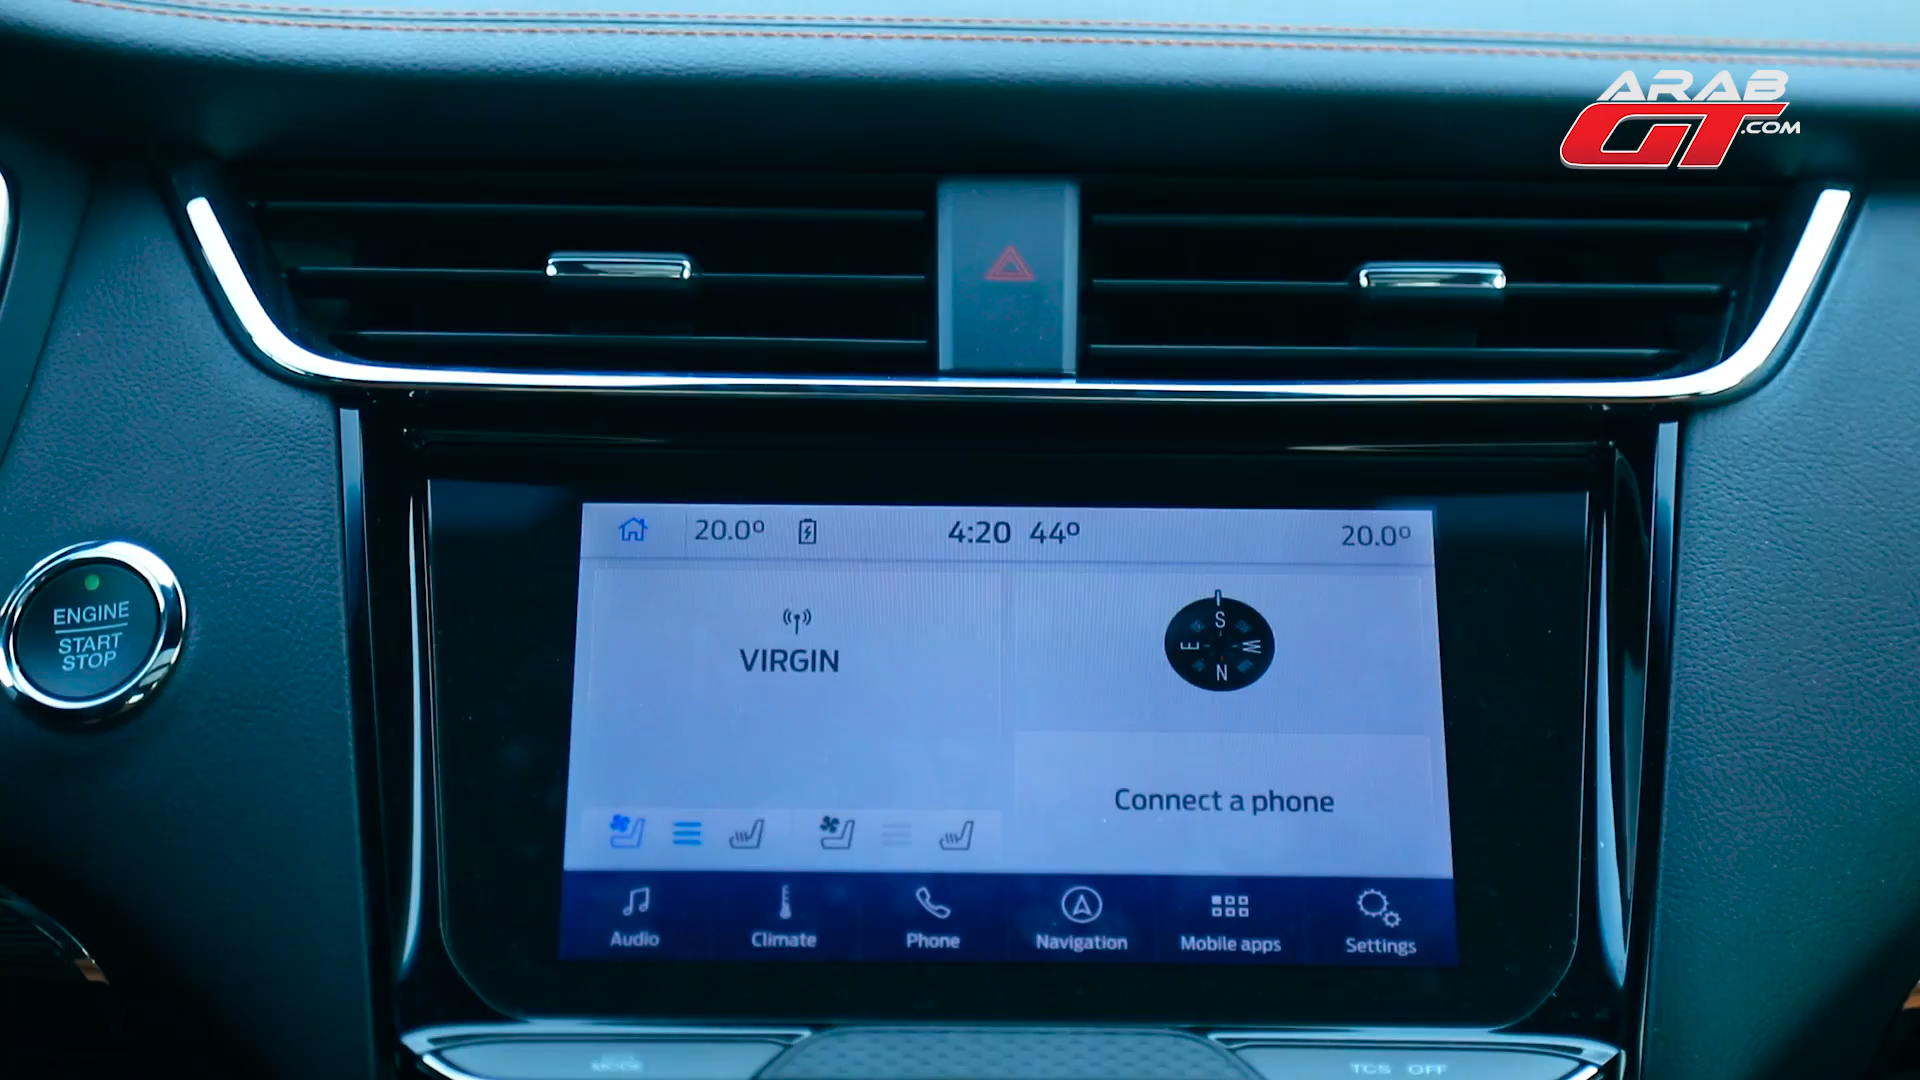 ARAB
GT.COM
20.0°
4:20 44°
20.0°
ENGINE
START
STOP
VIRGIN
S
E
W
N
Connect a phone
Audio
Climate
Phone
Navigation
Mobile apps
Settings
MODE
TCS OFF